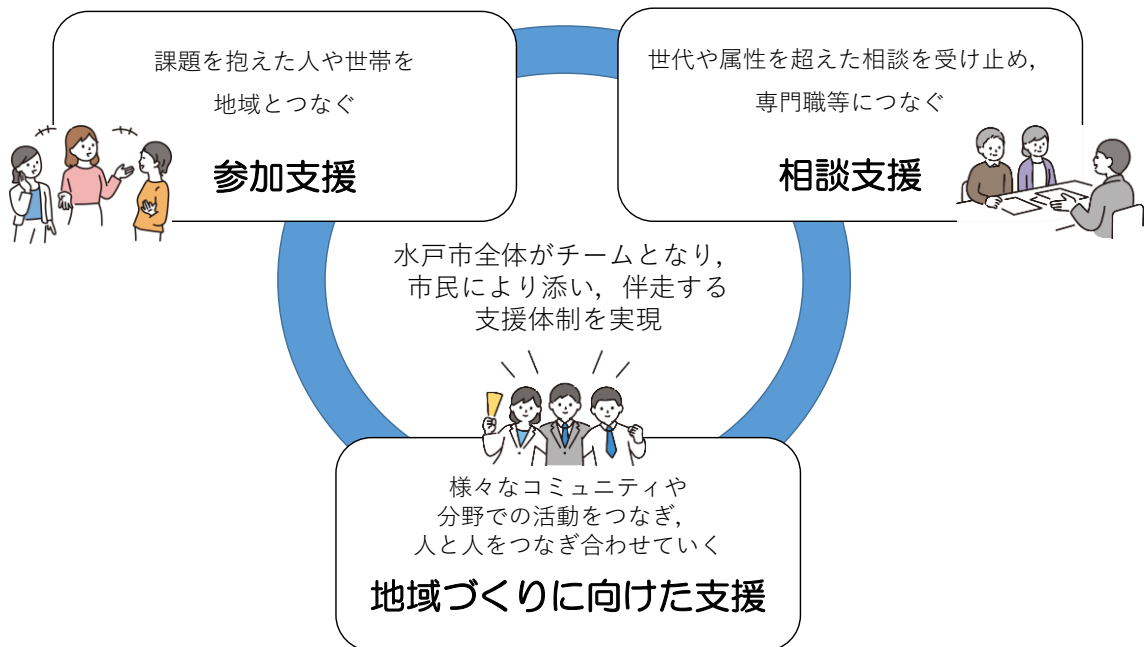 課題を抱えた人や世帯を
地域とつなぐ
参加支援
世代や属性を超えた相談を受け止め，
専門職等につなぐ
相談支援
水戸市全体がチームとなり，
市民により添い，伴走する
支援体制を実現
様々なコミュニティや
分野での活動をつなぎ，
人と人をつなぎ合わせていく
地域づくりに向けた支援